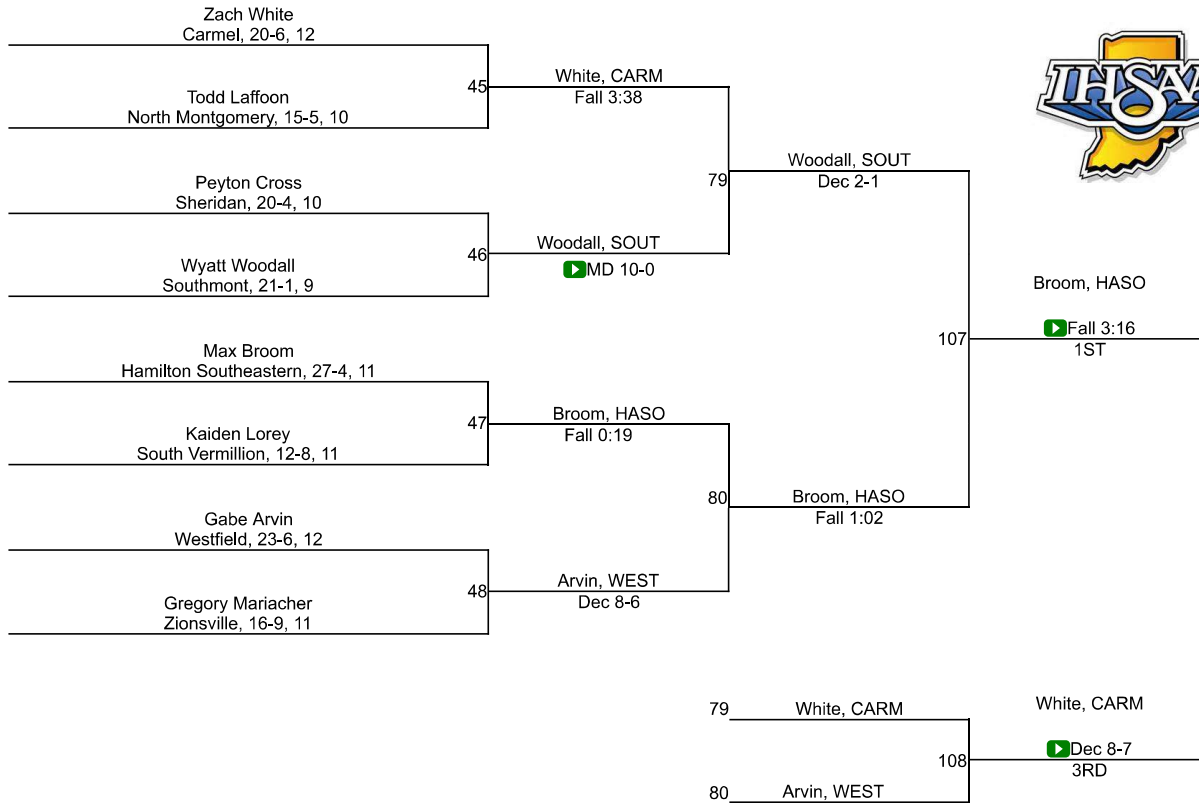 Zach White
Carmel, 20-6, 12
45
White, CARM
Fall 3:38
Todd Laffoon
North Montgomery, 15-5, 10
IHSAA
79
Woodall, SOUT
Dec 2-1
Peyton Cross
Sheridan, 20-4, 10
46
Woodall, SOUT
MD 10-0
Wyatt Woodall
Southmont, 21-1, 9
107
Broom, HASO
Fall 3:16
1ST
Max Broom
Hamilton Southeastern, 27-4, 11
47
Broom, HASO
Fall 0:19
Kaiden Lorey
South Vermillion, 12-8, 11
80
Broom, HASO
Fall 1:02
Gabe Arvin
Westfield, 23-6, 12
48
Arvin, WEST
Dec 8-6
Gregory Mariacher
Zionsville, 16-9, 11
79
White, CARM
108
White, CARM
Dec 8-7
3RD
80
Arvin, WEST